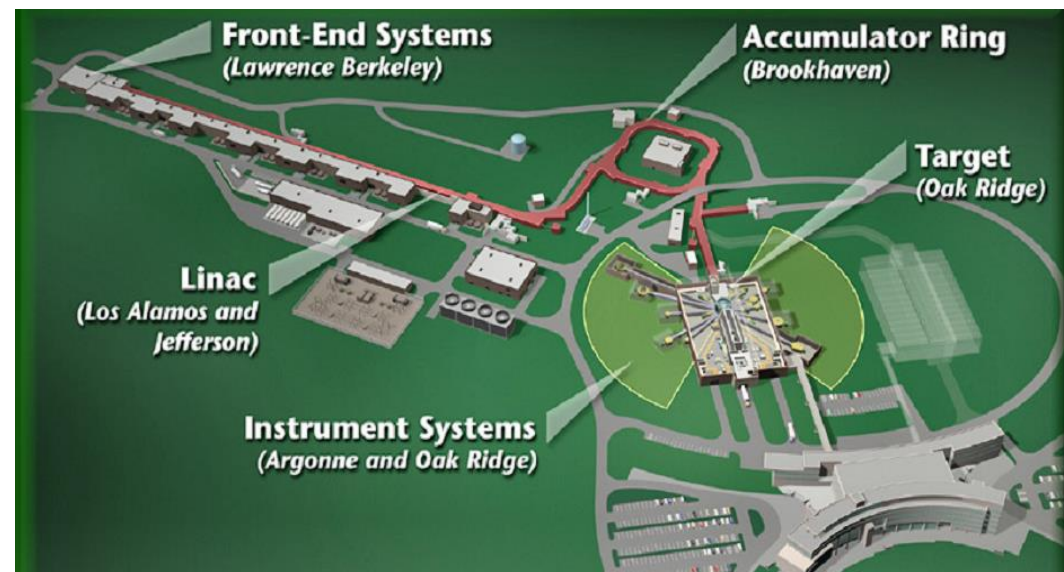 Front-End Systems
(Lawrence Berkeley)
Accumulator Ring
(Brookhaven)
Target
(Oak Ridge)
Linac
(Los Alamos and
Jefferson)
Instrument Systems
(Argonne and Oak Ridge)